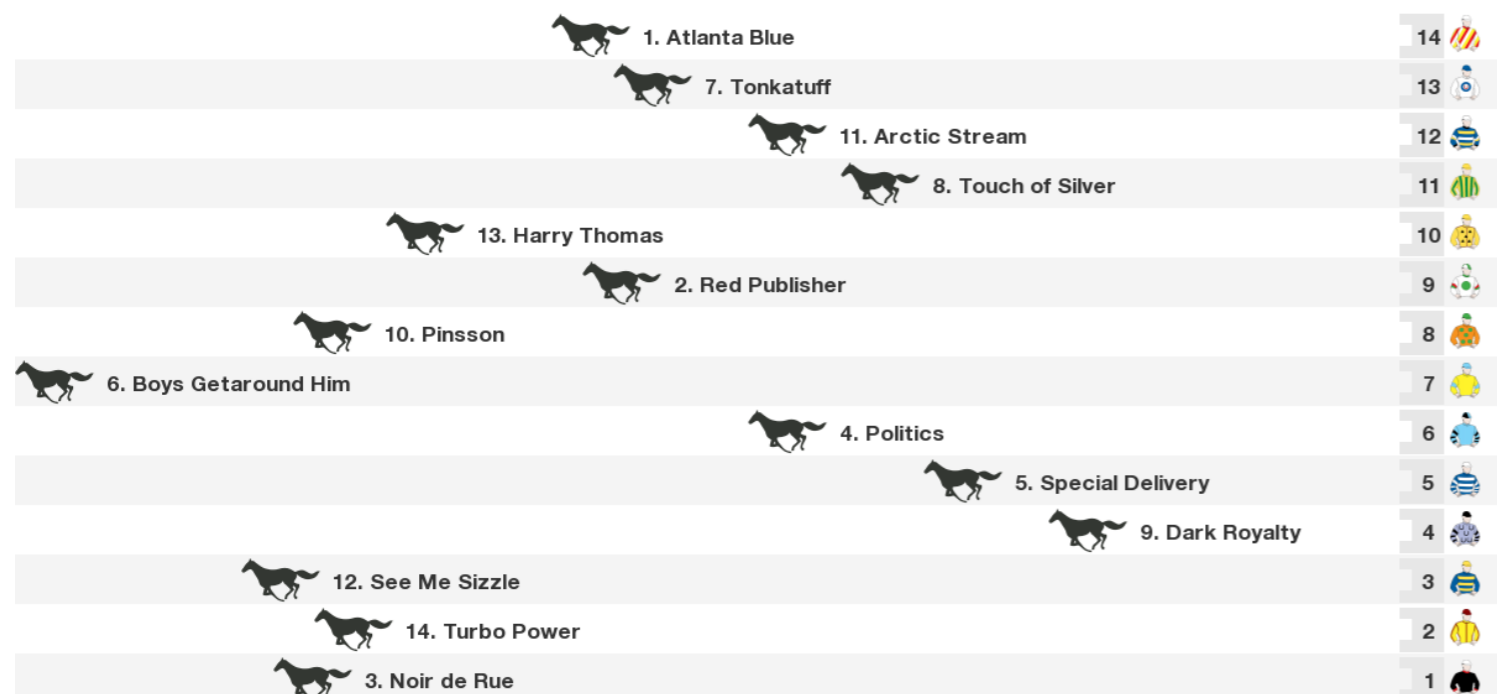 1. Atlanta Blue 14
7. Tonkatuff 13
11. Arctic Stream 12
8. Touch of Silver 11
13. Harry Thomas 10
2. Red Publisher 9
10. Pinsson 8
6. Boys Getaround Him 7
4. Politics 6
5. Special Delivery 5
9. Dark Royalty 4
12. See Me Sizzle 3
14. Turbo Power 2
3. Noir de Rue 1